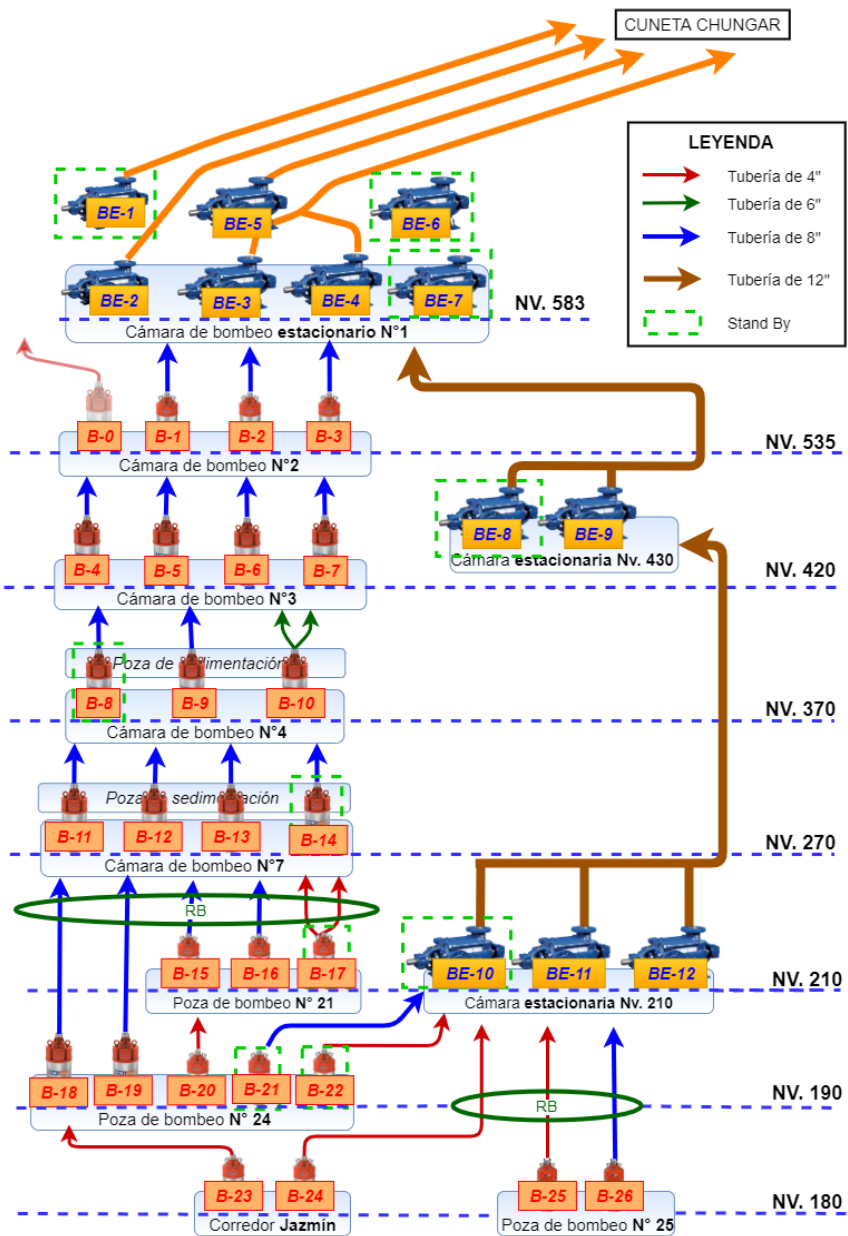 CUNETA CHUNGAR
LEYENDA
Tubería de 4"
Tubería de 6"
Tubería de 8"
Tubería de 12"
Stand By
BE-1
BE-5
BE-6
BE-2
BE-3
BE-4
BE-7
NV. 583
Cámara de bombeo estacionario N°1
B-0
B-1
B-2
B-3
NV. 535
Cámara de bombeo N°2
BE-8
BE-9
Cámara estacionaria Nv. 430
B-4
B-5
B-6
B-7
NV. 420
Cámara de bombeo N°3
Poza de sedimentación
B-8
B-9
B-10
NV. 370
Cámara de bombeo N°4
Poza sedimentación
B-11
B-12
B-13
B-14
NV. 270
Cámara de bombeo N°7
RB
B-15
B-16
B-17
BE-10
BE-11
BE-12
NV. 210
Poza de bombeo N° 21
Cámara estacionaria Nv. 210
B-18
B-19
B-20
B-21
B-22
RB
NV. 190
Poza de bombeo N° 24
B-23
B-24
B-25
B-26
NV. 180
Corredor Jazmín
Poza de bombeo N° 25